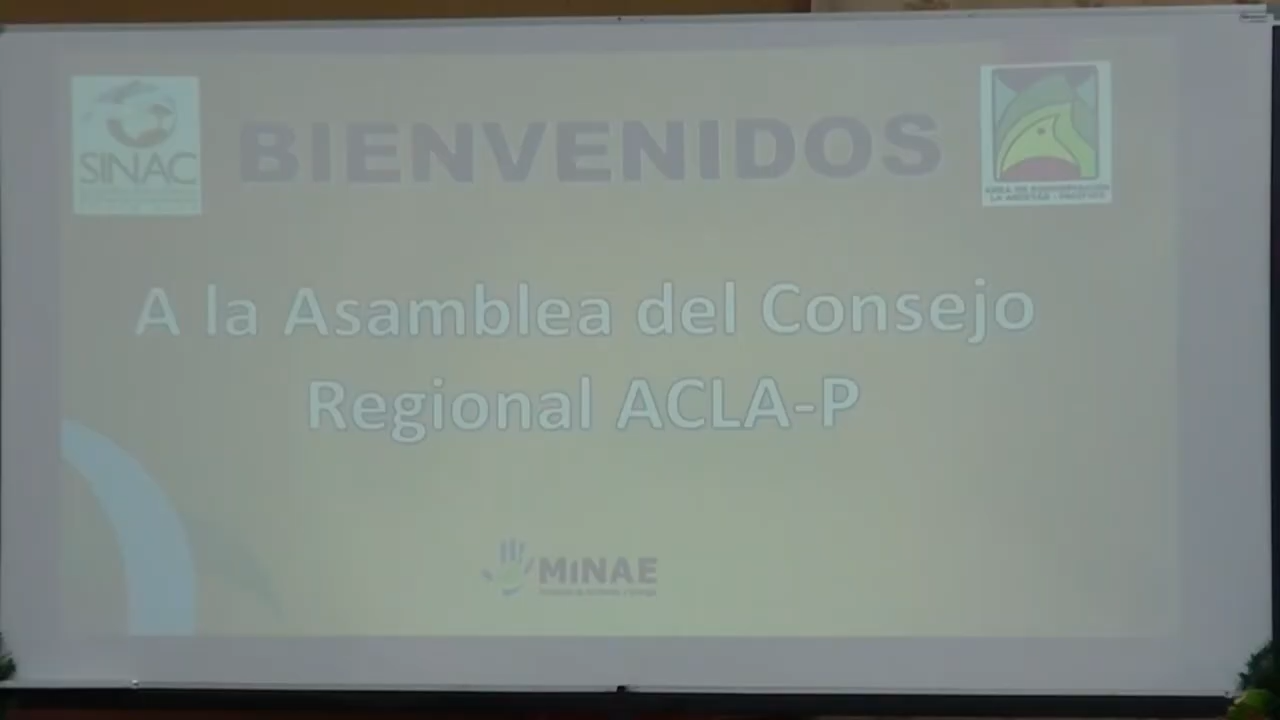 BIENVENIDOS
SINAC
A la Asamblea del Consejo
Regional ACLA-P
MiNAE